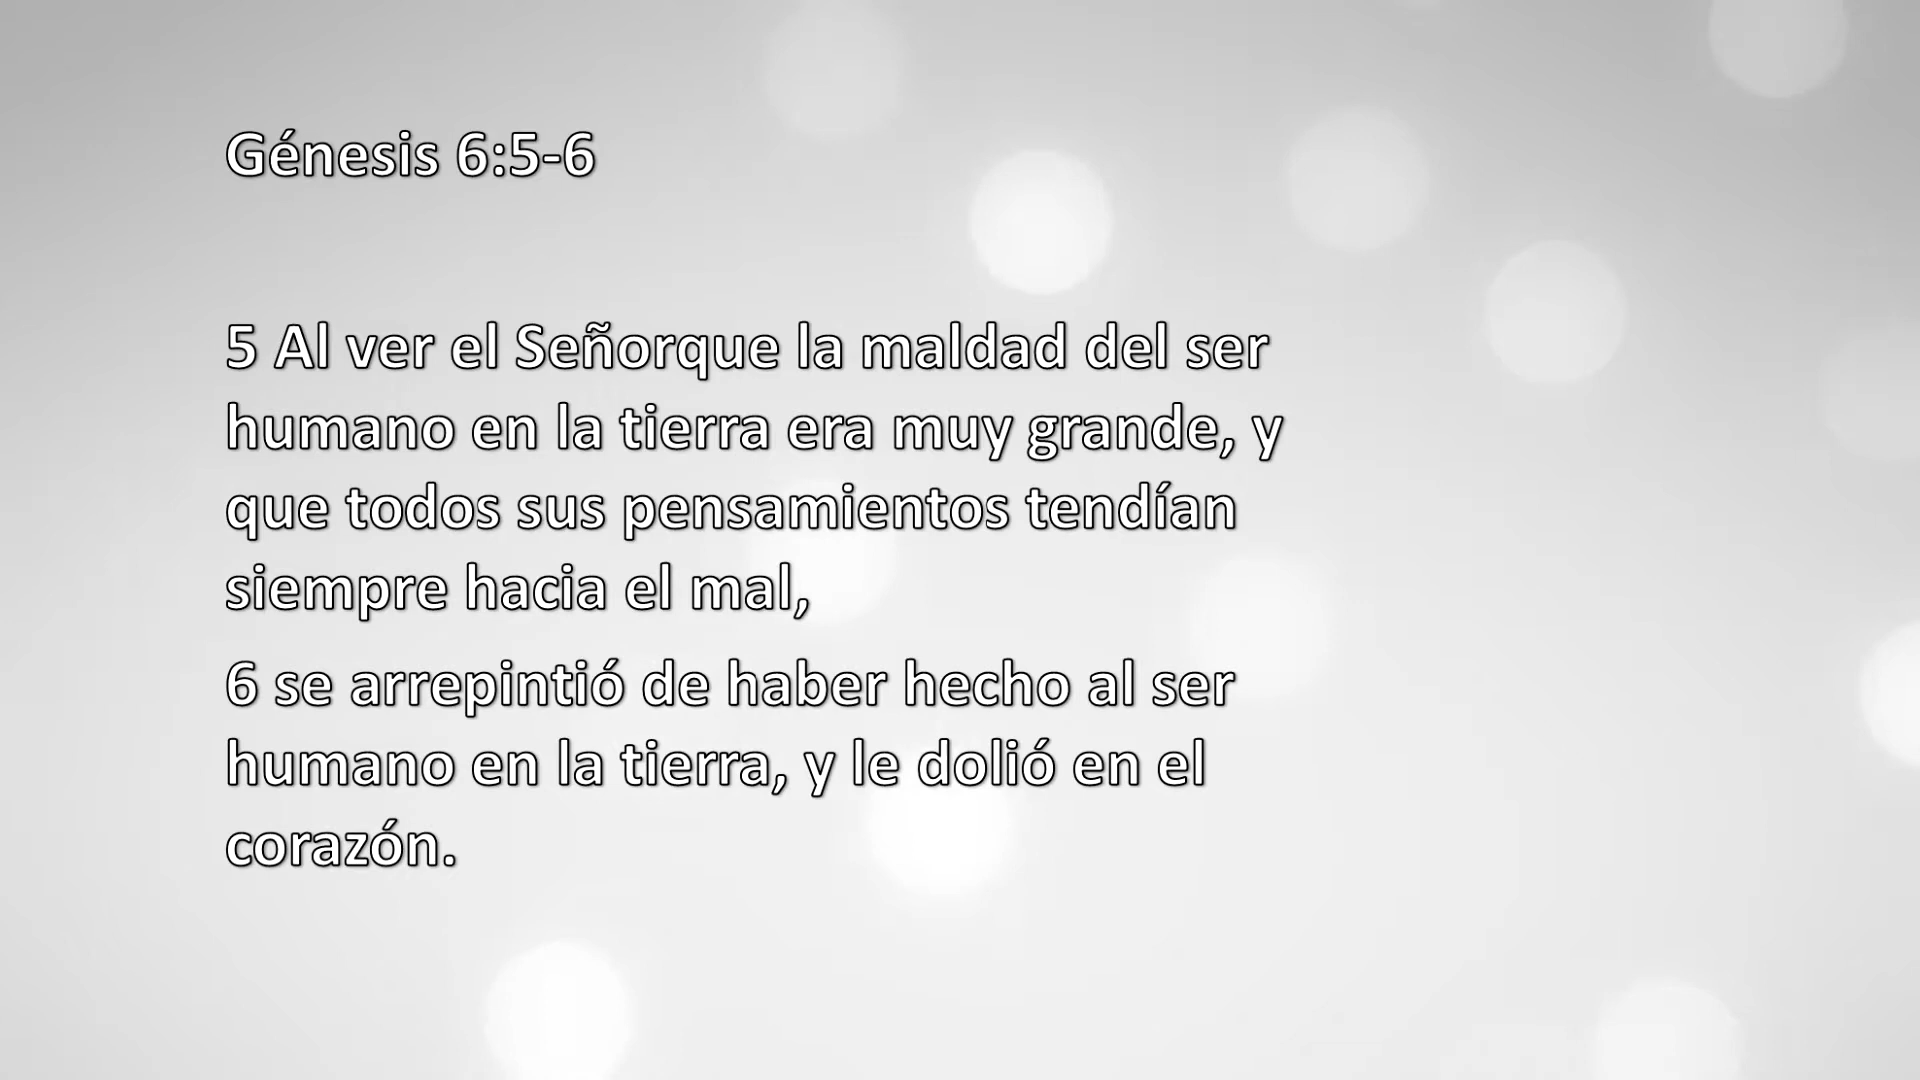 Génesis 6:5-6
5 Al ver el Señorque la maldad del ser
humano en la tierra era muy grande, y
que todos sus pensamientos tendían
siempre hacia el mal,
6 se arrepintió de haber hecho al ser
humano en la tierra, y le dolió en el
corazón.